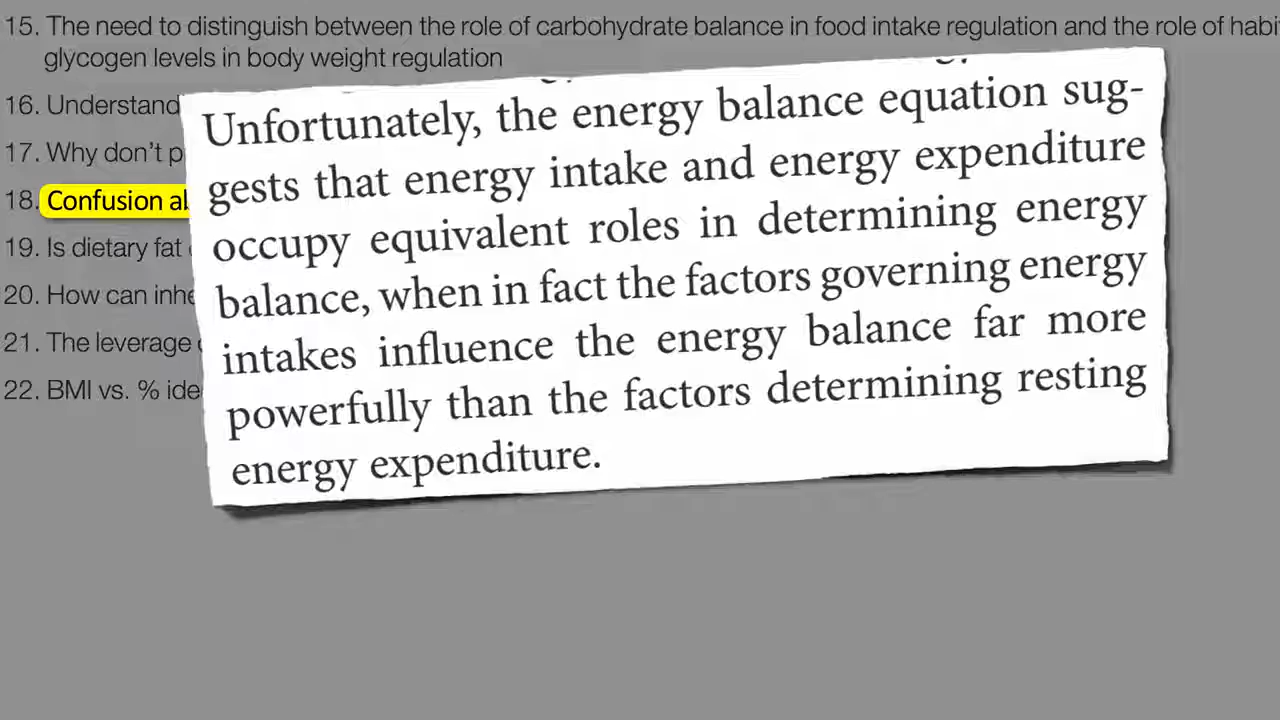 15. The need to distinguish between the role of carbohydrate balance in food intake regulation and the role of
glycogen levels in body weight regulation
16.
17. Why don't
18. Confusion
19. Is dietary fat
20. How can
21. The leverage
22. BMI vs. %
Unfortunately, the energy balance equation sug-
gests that energy intake and energy expenditure
occupy equivalent roles in determining energy
balance, when in fact the factors governing energy
intakes influence the energy balance far more
powerfully than the factors determining resting
energy expenditure.